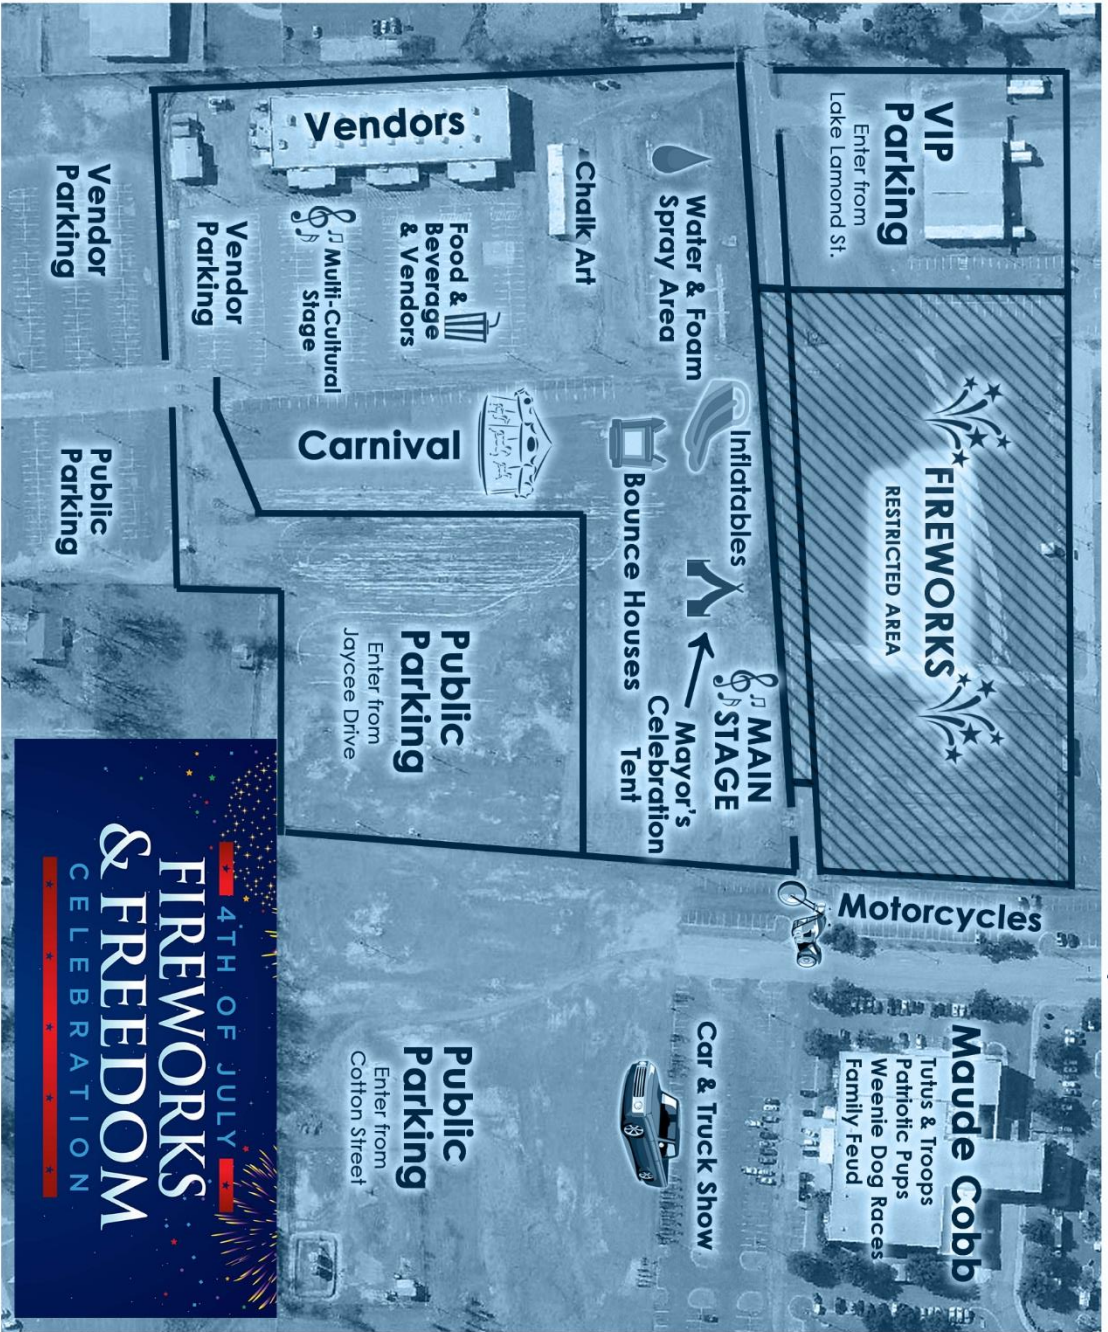 VIP
Parking
Enter from
Lake Lamond St.
FIREWORKS
RESTRICTED AREA
Motorcycles
Maude Cobb
Tutus & Troops
Patriotic Pups
Weenie Dog Races
Family Feud
Water & Foam
Spray Area
Inflatables
MAIN
STAGE
Mayor's
Celebration
Tent
Bounce Houses
Car & Truck Show
Chalk Art
Vendors
Food &
Beverage
& Vendors
Multi-Cultural
Stage
Carnival
Public
Parking
Enter from
Jaycee Drive
Public
Parking
Enter from
Cotton Street
Vendor
Parking
Vendor
Parking
Public
Parking
4TH OF JULY
FIREWORKS
& FREEDOM
CELEBRATION